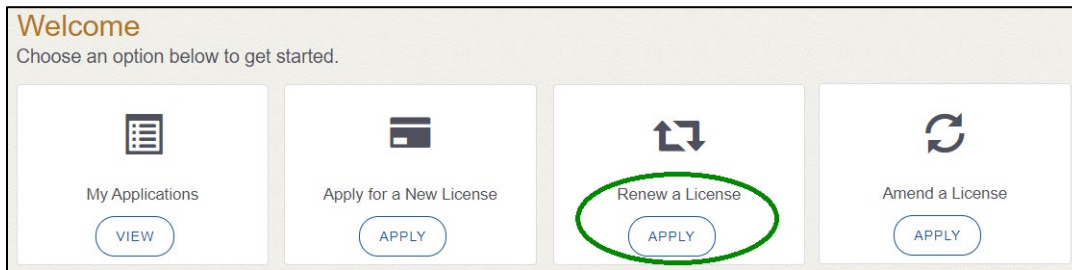 Welcome
Choose an option below to get started.
My Applications
Apply for a New License
Renew a License
Amend a License
VIEW
APPLY
APPLY
APPLY